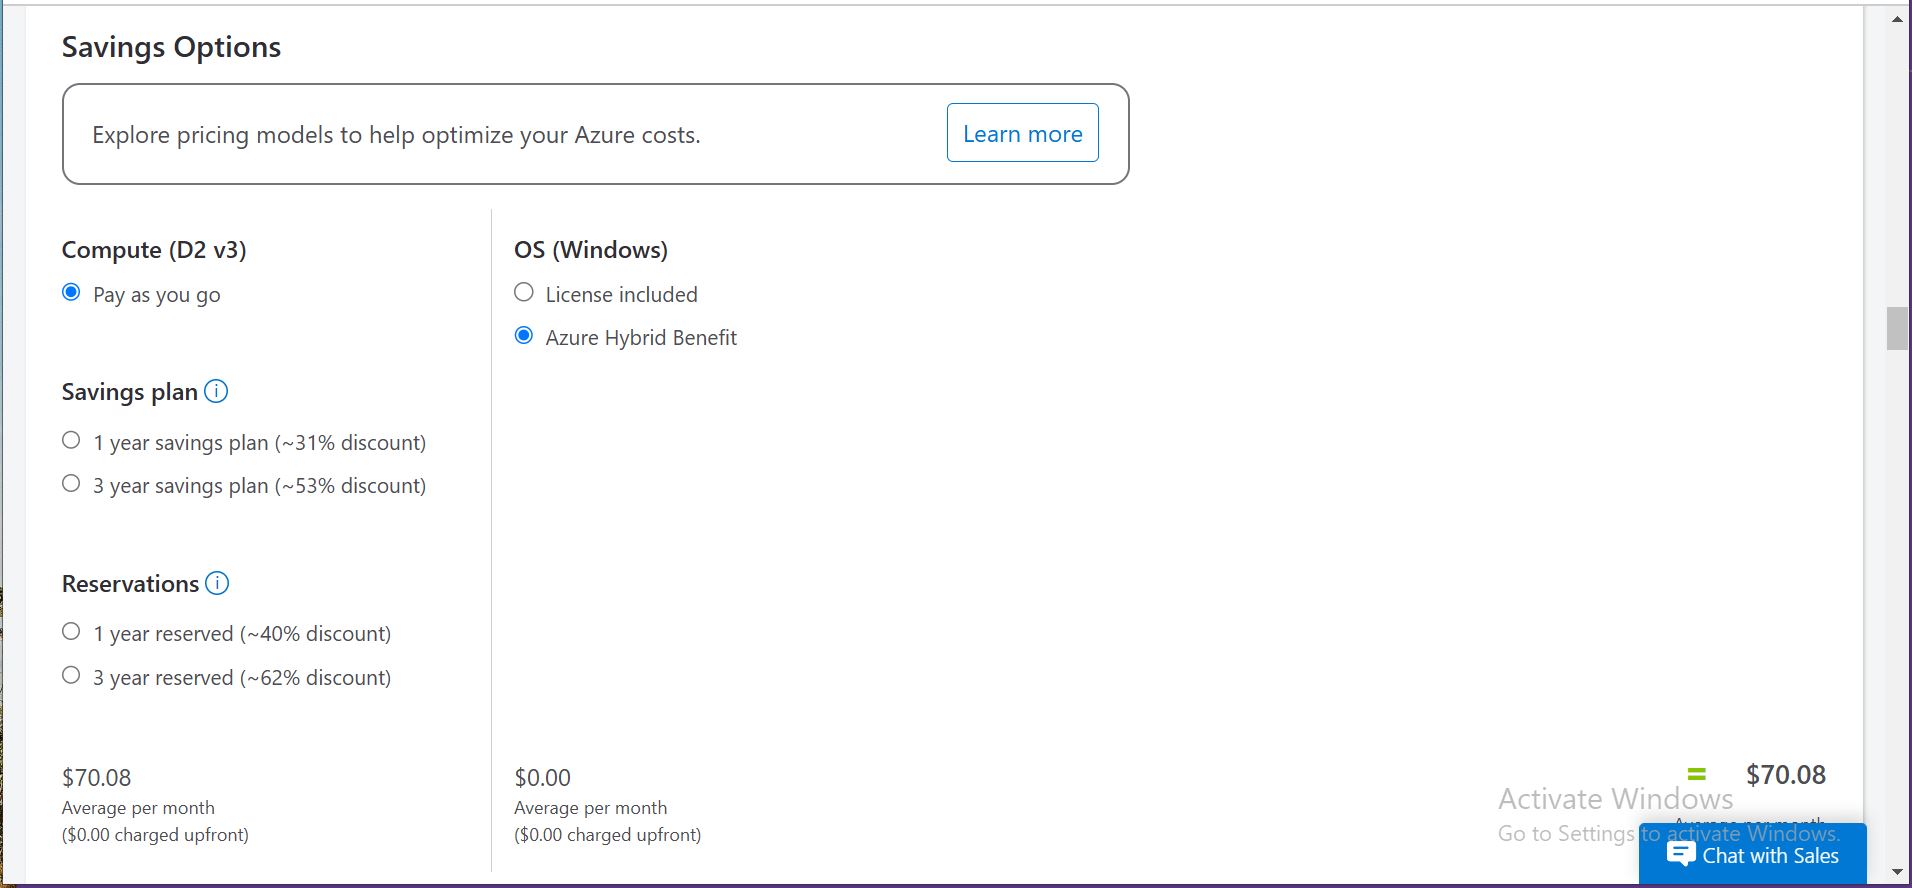 Savings Options
Explore pricing models to help optimize your Azure costs.
Learn more
Compute (D2 v3)
Pay as you go
Savings plan
1 year savings plan (~31% discount)
3 year savings plan (~53% discount)
Reservations
1 year reserved (~40% discount)
3 year reserved (~62% discount)
$70.08
Average per month
($0.00 charged upfront)
OS (Windows)
License included
Azure Hybrid Benefit
$0.00
Average per month
($0.00 charged upfront)
= $70.08
Average per month
Activate Windows
Go to Settings to activate Windows.
Chat with Sales